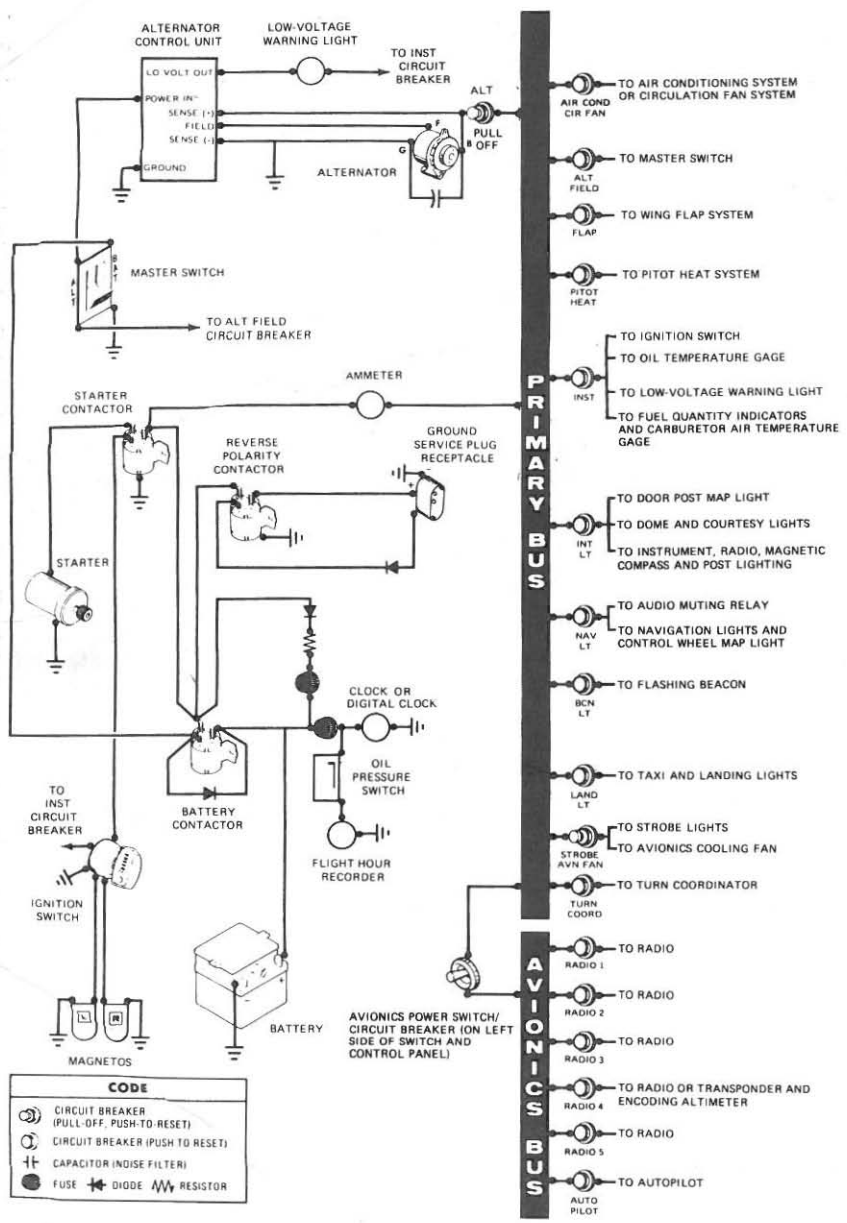 ALTERNATOR
CONTROL UNIT
LOW-VOLTAGE
WARNING LIGHT
LO VOLT OUT
TO INST
CIRCUIT
BREAKER
POWER IN
SENSE (+)
FIELD
SENSE (-)
GROUND
ALT
PULL
OFF
F
B
G
ALTERNATOR
BAT
ALT
MASTER SWITCH
TO ALT FIELD
CIRCUIT BREAKER
STARTER
CONTACTOR
AMMETER
REVERSE
POLARITY
CONTACTOR
GROUND
SERVICE PLUG
RECEPTACLE
+
STARTER
CLOCK OR
DIGITAL CLOCK
OIL
PRESSURE
SWITCH
BATTERY
CONTACTOR
FLIGHT HOUR
RECORDER
TO
INST
CIRCUIT
BREAKER
IGNITION
SWITCH
L
R
MAGNETOS
- +
BATTERY
AVIONICS POWER SWITCH/
CIRCUIT BREAKER (ON LEFT
SIDE OF SWITCH AND
CONTROL PANEL)
CODE
CIRCUIT BREAKER
(PULL-OFF, PUSH-TO-RESET)
CIRCUIT BREAKER (PUSH TO RESET)
CAPACITOR (NOISE FILTER)
FUSE DIODE RESISTOR
PRIMARY BUS
AIR COND
CIR FAN
TO AIR CONDITIONING SYSTEM
OR CIRCULATION FAN SYSTEM
ALT
FIELD
TO MASTER SWITCH
FLAP
TO WING FLAP SYSTEM
PITOT
HEAT
TO PITOT HEAT SYSTEM
INST
TO IGNITION SWITCH
TO OIL TEMPERATURE GAGE
TO LOW-VOLTAGE WARNING LIGHT
TO FUEL QUANTITY INDICATORS
AND CARBURETOR AIR TEMPERATURE
GAGE
INT
LT
TO DOOR POST MAP LIGHT
TO DOME AND COURTESY LIGHTS
TO INSTRUMENT, RADIO, MAGNETIC
COMPASS AND POST LIGHTING
NAV
LT
TO AUDIO MUTING RELAY
TO NAVIGATION LIGHTS AND
CONTROL WHEEL MAP LIGHT
BCN
LT
TO FLASHING BEACON
LAND
LT
TO TAXI AND LANDING LIGHTS
STROBE
AVN FAN
TO STROBE LIGHTS
TO AVIONICS COOLING FAN
TURN
COORD
TO TURN COORDINATOR
AVIONICS BUS
RADIO 1
TO RADIO
RADIO 2
TO RADIO
RADIO 3
TO RADIO
RADIO 4
TO RADIO OR TRANSPONDER AND
ENCODING ALTIMETER
RADIO 5
TO RADIO
AUTO
PILOT
TO AUTOPILOT